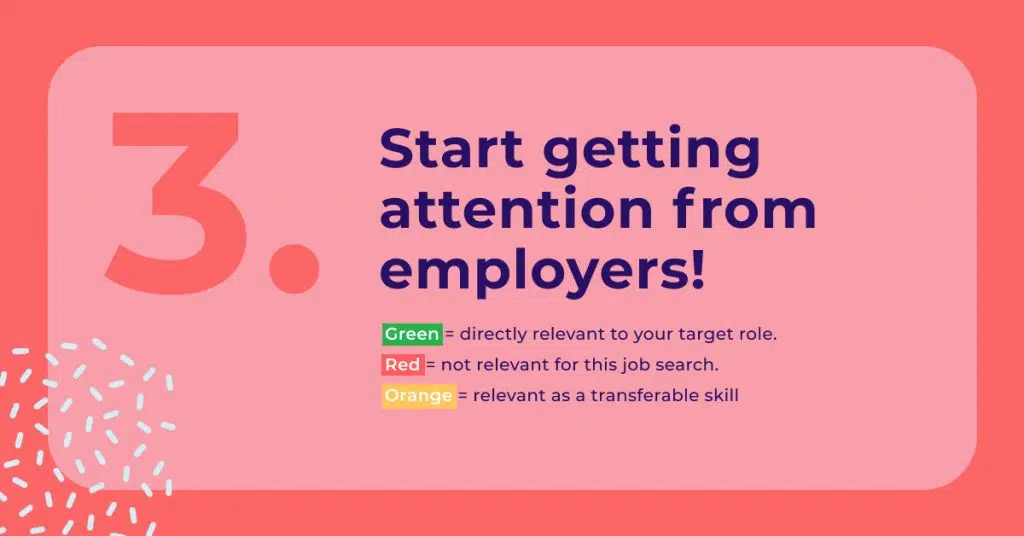 3.
Start getting
attention from
employers!
Green = directly relevant to your target role.
Red = not relevant for this job search.
Orange = relevant as a transferable skill